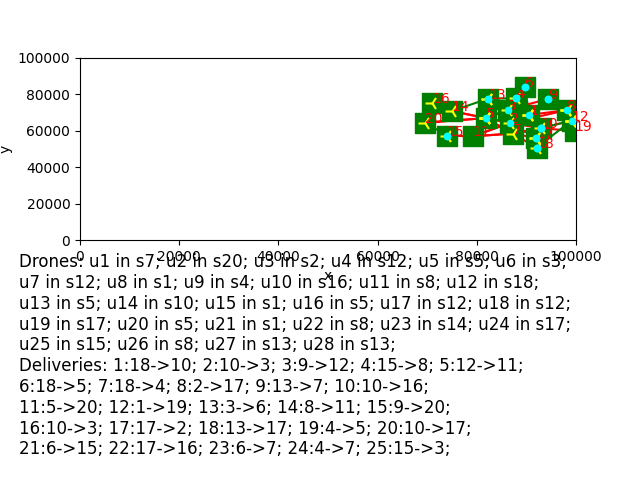 100000
80000
60000
40000
20000
0
y
0 20000 40000 60000 80000 100000
x
12
19
Drones: u1 in s7; u2 in s20; u3 in s2; u4 in s12; u5 in s5; u6 in s3;
u7 in s12; u8 in s1; u9 in s4; u10 in s16; u11 in s8; u12 in s18;
u13 in s5; u14 in s10; u15 in s1; u16 in s5; u17 in s12; u18 in s12;
u19 in s17; u20 in s5; u21 in s1; u22 in s8; u23 in s14; u24 in s17;
u25 in s15; u26 in s8; u27 in s13; u28 in s13;
Deliveries: 1:18->10; 2:10->3; 3:9->12; 4:15->8; 5:12->11;
6:18->5; 7:18->4; 8:2->17; 9:13->7; 10:10->16;
11:5->20; 12:1->19; 13:3->6; 14:8->11; 15:9->20;
16:10->3; 17:17->2; 18:13->17; 19:4->5; 20:10->17;
21:6->15; 22:17->16; 23:6->7; 24:4->7; 25:15->3;